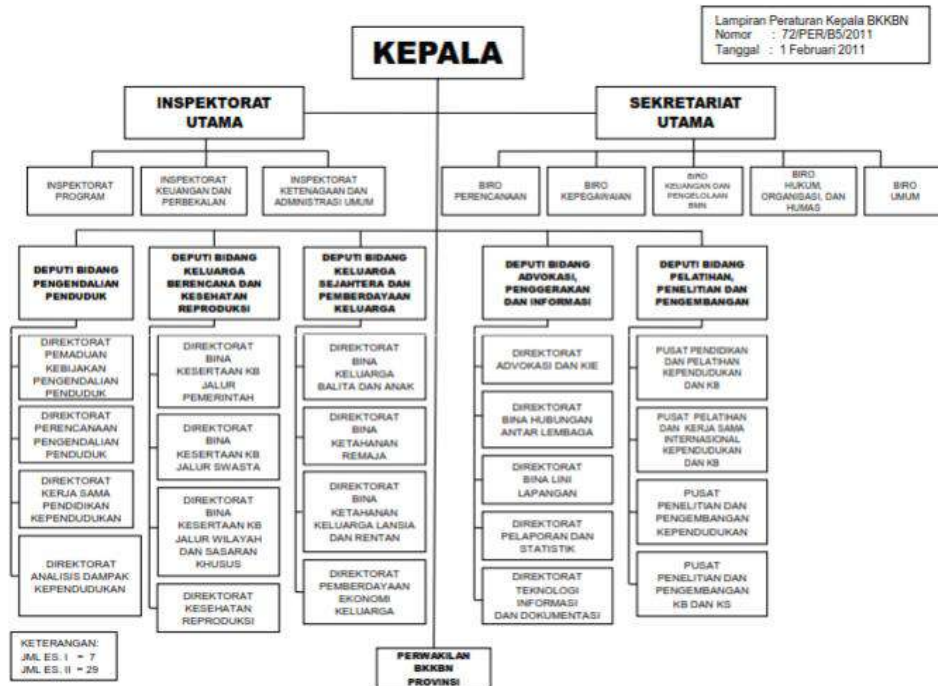 Lampiran Peraturan Kepala BKKBN
Nomor : 72/PER/B5/2011
Tanggal : 1 Februari 2011
KEPALA
INSPEKTORAT
UTAMA
SEKRETARIAT
UTAMA
INSPEKTORAT
PROGRAM
INSPEKTORAT
KEUANGAN DAN
PERBEKALAN
INSPEKTORAT
KETENAGAAN DAN
ADMINISTRASI UMUM
BIRO
PERENCANAAN
BIRO
KEPEGAWAIAN
BIRO
KEUANGAN DAN
PENGELOLAAN
BMN
BIRO
HUKUM,
ORGANISASI, DAN
HUMAS
BIRO
UMUM
DEPUTI BIDANG
PENGENDALIAN
PENDUDUK
DEPUTI BIDANG
KELUARGA
BERENCANA DAN
KESEHATAN
REPRODUKSI
DEPUTI BIDANG
KELUARGA
SEJAHTERA DAN
PEMBERDAYAAN
KELUARGA
DEPUTI BIDANG
ADVOKASI,
PENGGERAKAN
DAN INFORMASI
DEPUTI BIDANG
PELATIHAN,
PENELITIAN DAN
PENGEMBANGAN
DIREKTORAT
PEMADUAN
KEBIJAKAN
PENGENDALIAN
PENDUDUK
DIREKTORAT
PERENCANAAN
PENGENDALIAN
PENDUDUK
DIREKTORAT
KERJA SAMA
PENDIDIKAN
KEPENDUDUKAN
DIREKTORAT
ANALISIS DAMPAK
KEPENDUDUKAN
DIREKTORAT
BINA
KESERTAAN KB
JALUR
PEMERINTAH
DIREKTORAT
BINA
KESERTAAN KB
JALUR SWASTA
DIREKTORAT
BINA
KESERTAAN KB
JALUR WILAYAH
DAN SASARAN
KHUSUS
DIREKTORAT
KESEHATAN
REPRODUKSI
DIREKTORAT
BINA
KELUARGA
BALITA DAN ANAK
DIREKTORAT
BINA
KETAHANAN
REMAJA
DIREKTORAT
BINA
KETAHANAN
KELUARGA LANSIA
DAN RENTAN
DIREKTORAT
PEMBERDAYAAN
EKONOMI
KELUARGA
DIREKTORAT
ADVOKASI DAN KIE
DIREKTORAT
BINA HUBUNGAN
ANTAR LEMBAGA
DIREKTORAT
BINA LINI
LAPANGAN
DIREKTORAT
PELAPORAN DAN
STATISTIK
DIREKTORAT
TEKNOLOGI
INFORMASI
DAN DOKUMENTASI
PUSAT PENDIDIKAN
DAN PELATIHAN
KEPENDUDUKAN
DAN KB
PUSAT PELATIHAN
DAN KERJA SAMA
INTERNASIONAL
KEPENDUDUKAN
DAN KB
PUSAT
PENELITIAN DAN
PENGEMBANGAN
KEPENDUDUKAN
PUSAT
PENELITIAN DAN
PENGEMBANGAN
KB DAN KS
KETERANGAN:
JML ES. I = 7
JML ES. II = 29
PERWAKILAN
BKKBN
PROVINSI